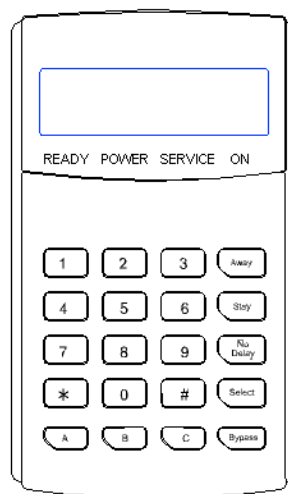 READY POWER SERVICE ON
1 2 3 Away
4 5 6 Stay
7 8 9 No Delay
* 0 # Select
A B C Bypass